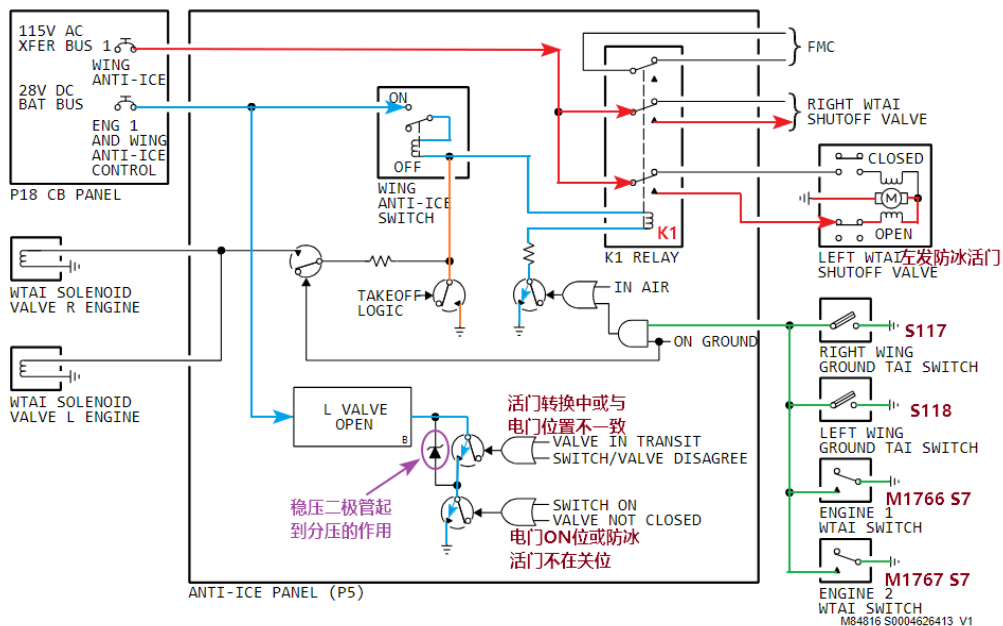 115V AC
XFER BUS 1
WING
ANTI-ICE
28V DC
BAT BUS
ENG 1
AND WING
ANTI-ICE
CONTROL
P18 CB PANEL
ON
OFF
WING
ANTI-ICE
SWITCH
FMC
RIGHT WTAI
SHUTOFF VALVE
K1
K1 RELAY
CLOSED
M
OPEN
LEFT WTAI左发防冰活门
SHUTOFF VALVE
WTAI SOLENOID
VALVE R ENGINE
TAKEOFF
LOGIC
IN AIR
ON GROUND
S117
RIGHT WING
GROUND TAI SWITCH
WTAI SOLENOID
VALVE L ENGINE
L VALVE
OPEN
B
活门转换中或与
电门位置不一致
VALVE IN TRANSIT
SWITCH/VALVE DISAGREE
S118
LEFT WING
GROUND TAI SWITCH
稳压二极管起
到分压的作用
SWITCH ON
VALVE NOT CLOSED
电门ON位或防冰
活门不在关位
M1766 S7
ENGINE 1
WTAI SWITCH
M1767 S7
ENGINE 2
WTAI SWITCH
ANTI-ICE PANEL (P5)
M84816 S0004626413_V1